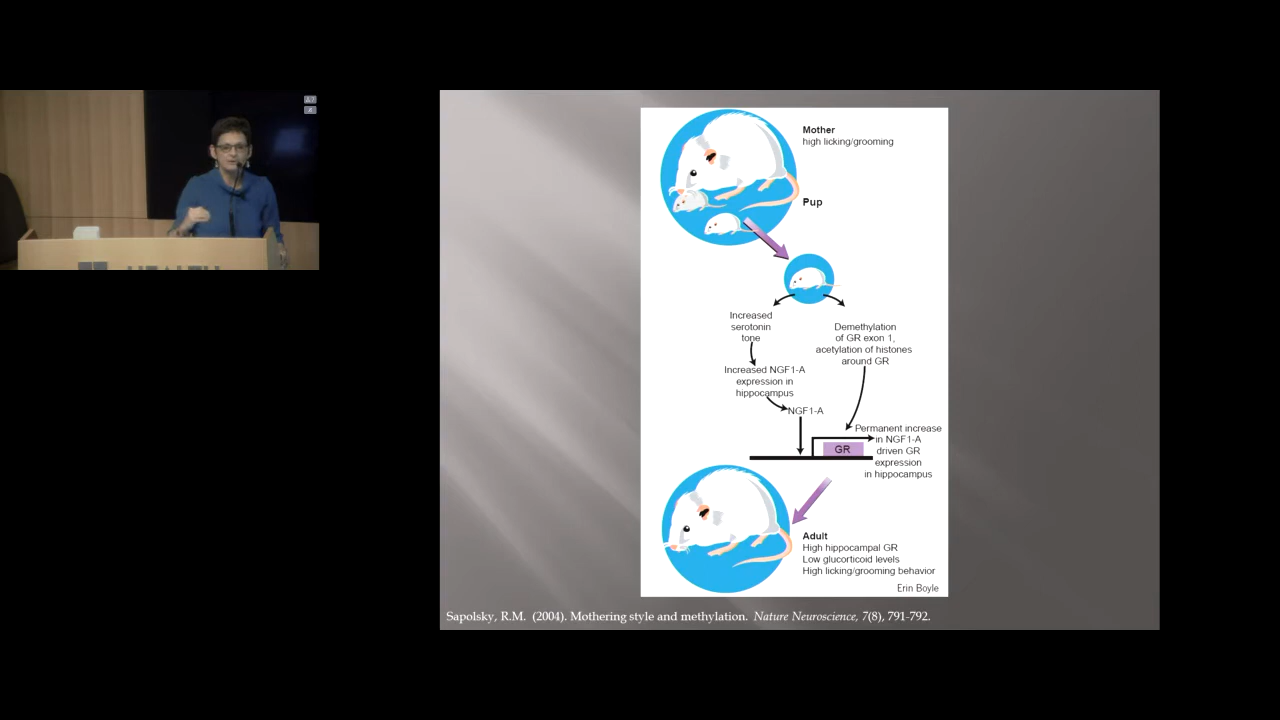 Mother
high licking/grooming
Pup
Increased
serotonin
tone
Demethylation
of GR exon 1,
acetylation of histones
around GR
Increased NGF1-A
expression in
hippocampus
NGF1-A
Permanent increase
in NGF1-A
driven GR
expression
in hippocampus
GR
Adult
High hippocampal GR
Low glucocorticoid levels
High licking/grooming behavior
Erin Boyle
Sapolsky, R.M. (2004). Mothering style and methylation. Nature Neuroscience, 7(8), 791-792.